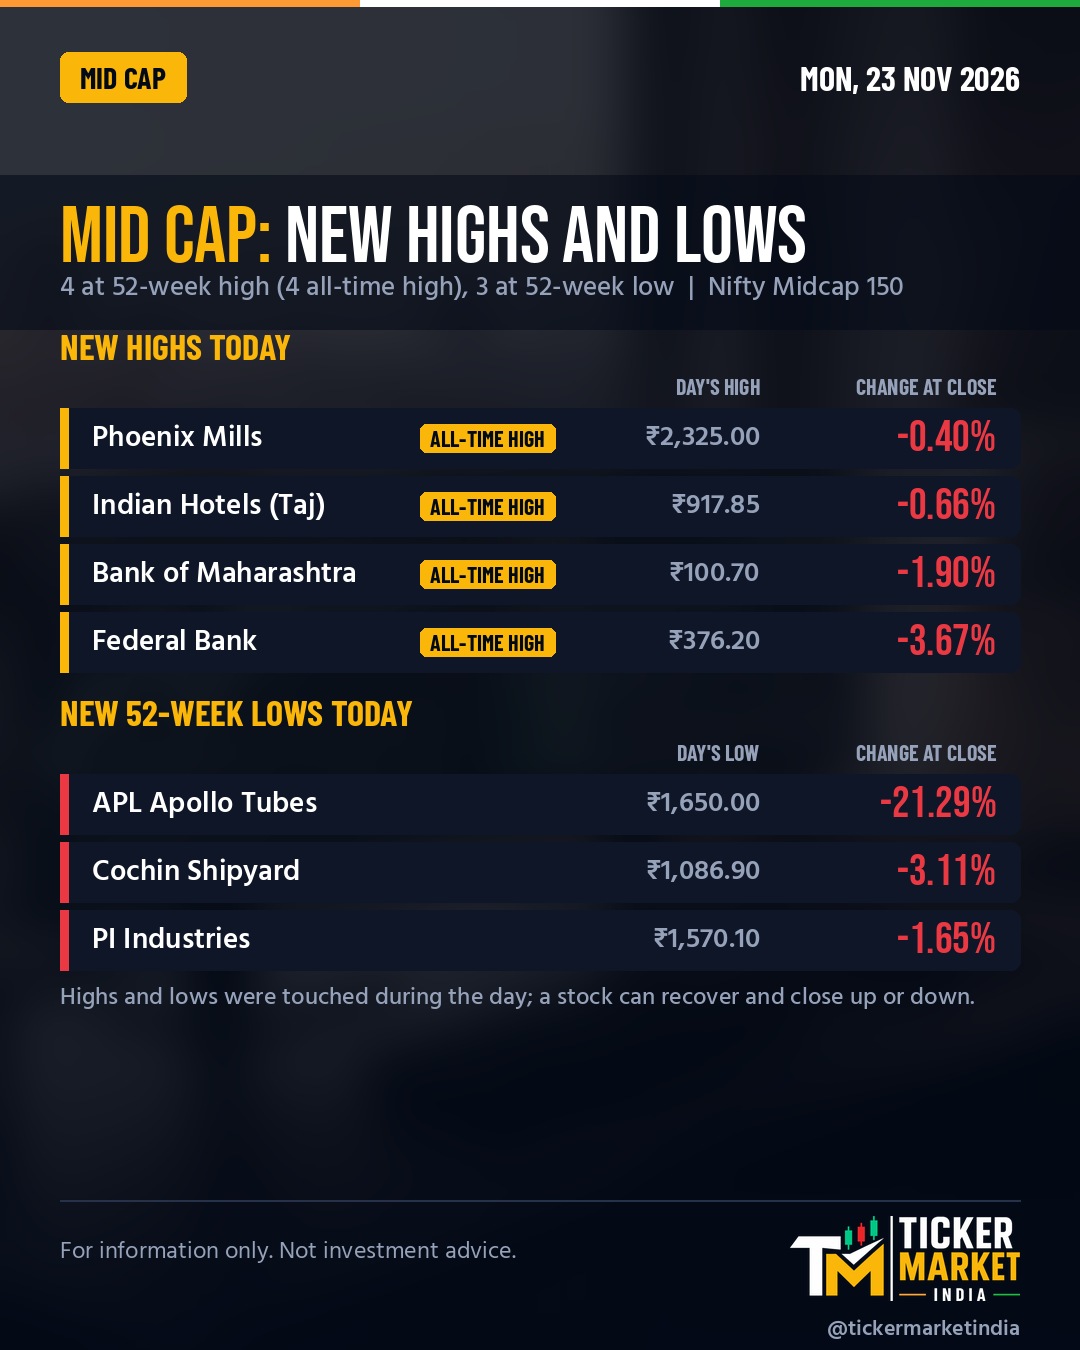 MID CAP
MON, 23 NOV 2026
MID CAP: NEW HIGHS AND LOWS
4 at 52-week high (4 all-time high), 3 at 52-week low | Nifty Midcap 150
NEW HIGHS TODAY
DAY'S HIGH CHANGE AT CLOSE
Phoenix Mills ALL-TIME HIGH ₹2,325.00 -0.40%
Indian Hotels (Taj) ALL-TIME HIGH ₹917.85 -0.66%
Bank of Maharashtra ALL-TIME HIGH ₹100.70 -1.90%
Federal Bank ALL-TIME HIGH ₹376.20 -3.67%
NEW 52-WEEK LOWS TODAY
DAY'S LOW CHANGE AT CLOSE
APL Apollo Tubes ₹1,650.00 -21.29%
Cochin Shipyard ₹1,086.90 -3.11%
PI Industries ₹1,570.10 -1.65%
Highs and lows were touched during the day; a stock can recover and close up or down.
For information only. Not investment advice.
TM
TICKER
MARKET
INDIA
@tickermarketindia